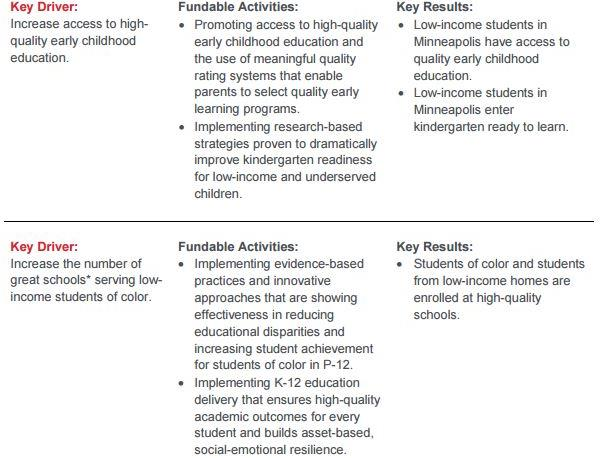 Key Driver:
Increase access to high-
quality early childhood
education.
Fundable Activities:
• Promoting access to high-quality
early childhood education and
the use of meaningful quality
rating systems that enable
parents to select quality early
learning programs.
• Implementing research-based
strategies proven to dramatically
improve kindergarten readiness
for low-income and underserved
children.
Key Results:
• Low-income students in
Minneapolis have access to
quality early childhood
education.
• Low-income students in
Minneapolis enter
kindergarten ready to learn.
Key Driver:
Increase the number of
great schools* serving low-
income students of color.
Fundable Activities:
• Implementing evidence-based
practices and innovative
approaches that are showing
effectiveness in reducing
educational disparities and
increasing student achievement
for students of color in P-12.
• Implementing K-12 education
delivery that ensures high-quality
academic outcomes for every
student and builds asset-based,
social-emotional resilience.
Key Results:
• Students of color and students
from low-income homes are
enrolled at high-quality
schools.